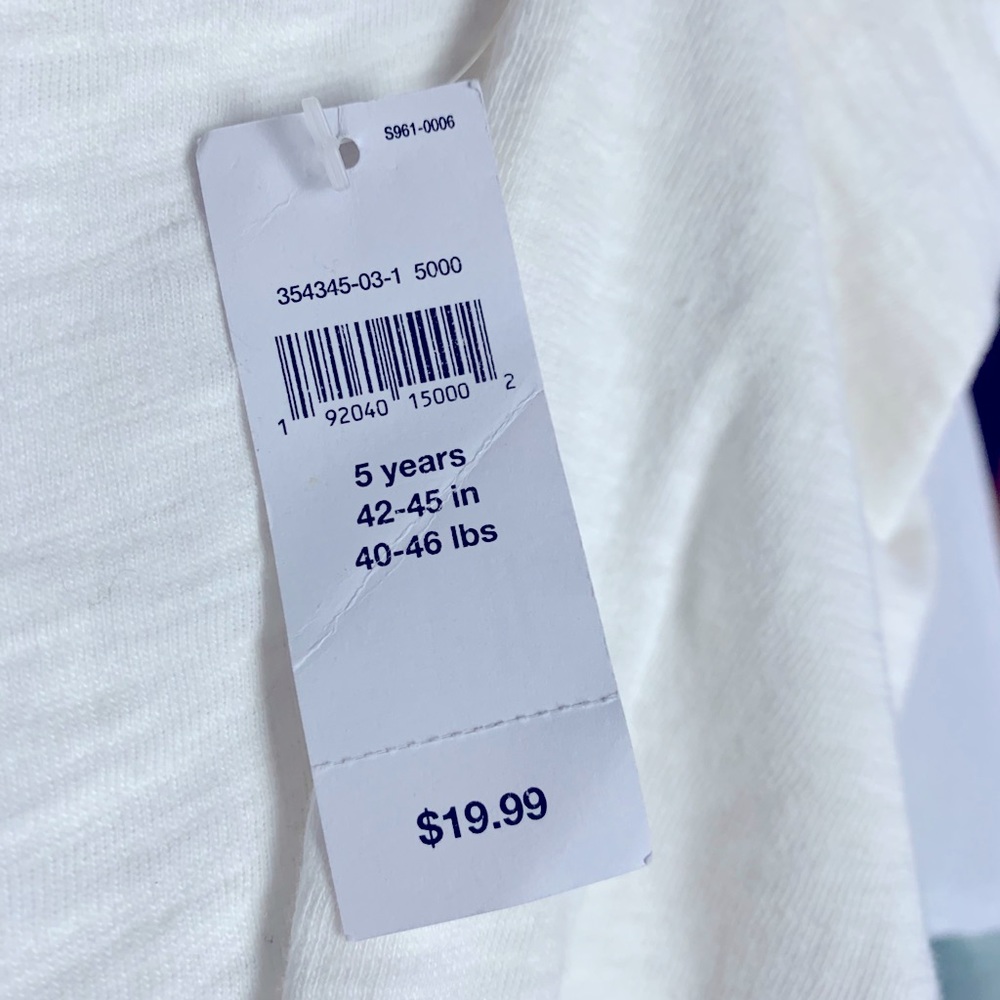 S961-0006
354345-03-1 5000
1 92040 15000 2
5 years
42-45 in
40-46 lbs
$19.99